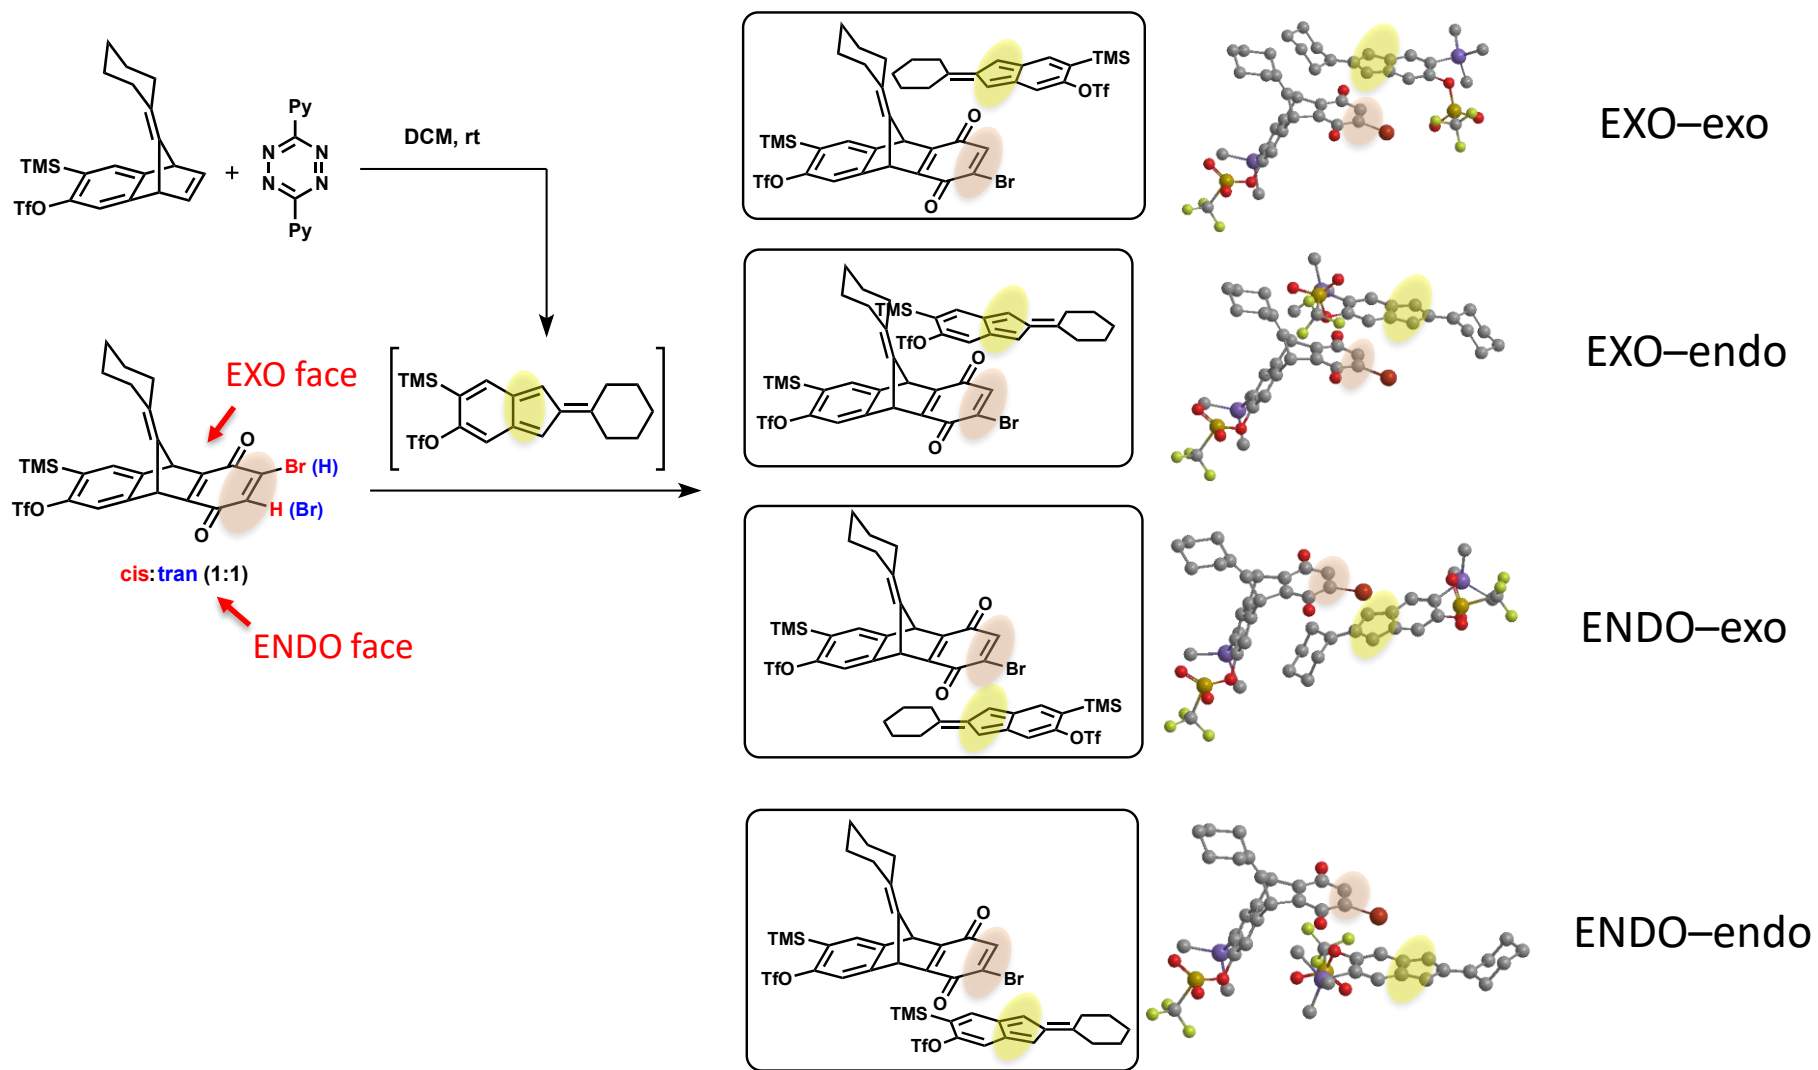 TMS
TfO
+
Py
N
N
N
N
Py
DCM, rt
EXO face
TMS
TfO
O
O
Br (H)
H (Br)
cis:tran (1:1)
ENDO face
TMS
TfO
TMS
OTf
TMS
TfO
O
O
Br
EXO–exo
TMS
TfO
TMS
TfO
O
O
Br
EXO–endo
TMS
TfO
O
O
Br
TMS
OTf
ENDO–exo
TMS
TfO
O
O
Br
TMS
TfO
ENDO–endo